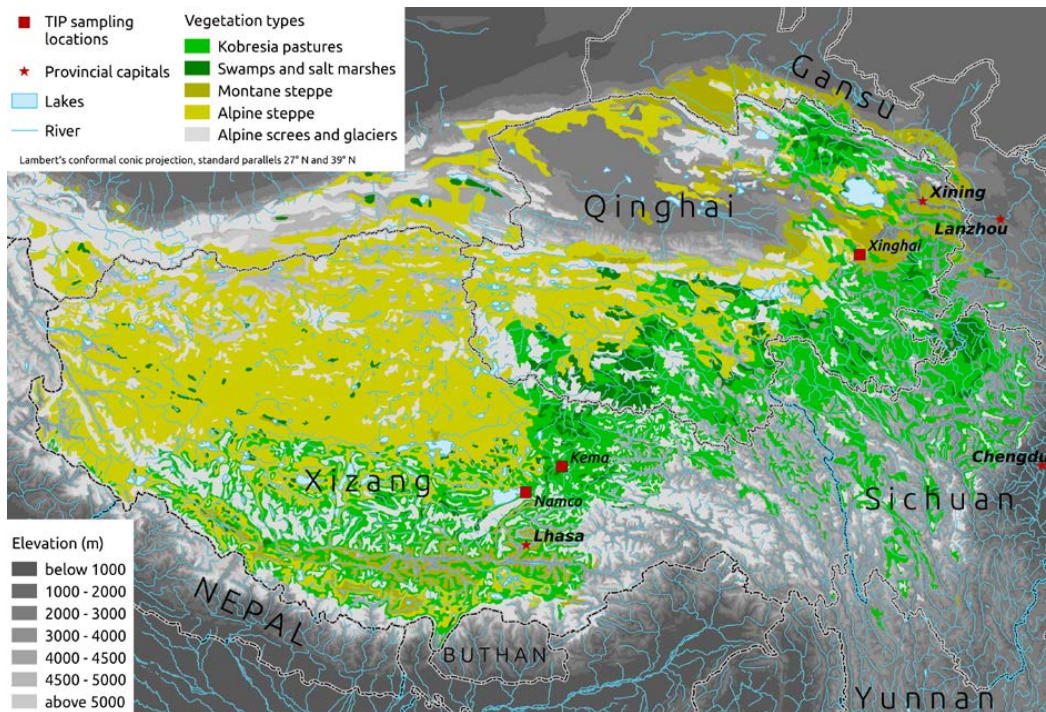 TIP sampling
locations
Provincial capitals
Lakes
River
Vegetation types
Kobresia pastures
Swamps and salt marshes
Montane steppe
Alpine steppe
Alpine screes and glaciers
Lambert's conformal conic projection, standard parallels 27° N and 39° N
Gansu
Qinghai
Xining
Lanzhou
Xinghai
Kema
Xizang
Namco
Chengdu
Sichuan
Lhasa
NEPAL
BUTHAN
Yunnan
Elevation (m)
below 1000
1000 - 2000
2000 - 3000
3000 - 4000
4000 - 4500
4500 - 5000
above 5000